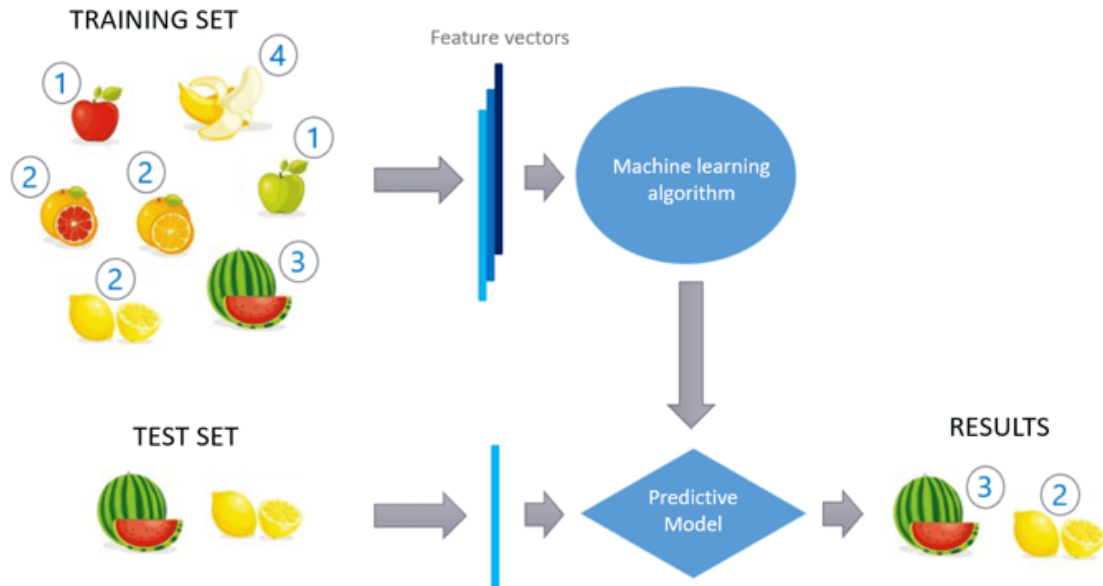 TRAINING SET
Feature vectors
4
1
1
Machine learning
algorithm
2
2
3
2
TEST SET
RESULTS
Predictive
Model
3
2